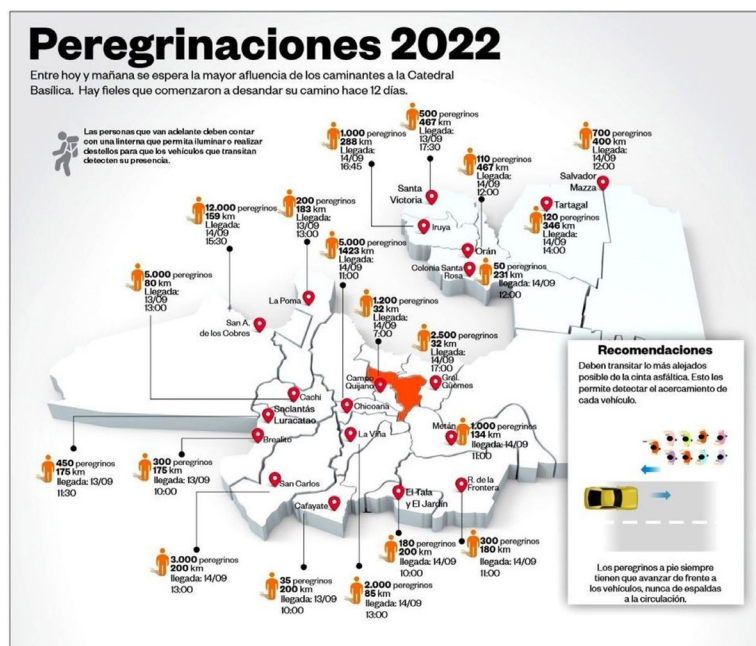 Peregrinaciones 2022
Entre hoy y mañana se espera la mayor afluencia de los caminantes a la Catedral
Basílica. Hay fieles que comenzaron a desandar su camino hace 12 días.
Las personas que van adelante deben contar
con una linterna que permita iluminar o realizar
destellos para que los vehículos que transitan
detecten su presencia.
1.000 peregrinos
288 km
Llegada:
14/09
16:45
500 peregrinos
467 km
Llegada:
13/09
17:30
110 peregrinos
467 km
Llegada:
14/09
12:00
700 peregrinos
400 km
Llegada:
14/09
12:00
Salvador
Mazza
Santa
Victoria
Tartagal
120 peregrinos
346 km
Llegada:
14/09
14:00
Iruya
Orán
Colonia Santa
Rosa
50 peregrinos
231 km
llegada: 14/09
12:00
12.000 peregrinos
159 km
Llegada:
14/09
15:30
200 peregrinos
183 km
Llegada:
13/09
13:00
5.000 peregrinos
1423 km
Llegada:
14/09
11:00
5.000 peregrinos
80 km
Llegada:
13/09
13:00
La Poma
San A.
de los Cobros
1.200 peregrinos
32 km
Llegada:
14/09
7:00
2.500 peregrinos
32 km
Llegada:
14/09
17:00
Campo
Quijano
Gral.
Güemes
Cachi
Seclantás
Luracatao
Chicoana
Brealito
La Viña
Metán
1.000 peregrinos
134 km
llegada: 14/09
11:00
450 peregrinos
175 km
llegada: 13/09
11:30
300 peregrinos
175 km
llegada: 13/09
10:00
San Carlos
Cafayate
El Tala
y El Jardín
R. de la
Frontera
3.000 peregrinos
200 km
llegada: 14/09
13:00
35 peregrinos
200 km
llegada: 13/09
10:00
2.000 peregrinos
85 km
llegada: 14/09
13:00
180 peregrinos
200 km
llegada: 14/09
10:00
300 peregrinos
180 km
llegada: 14/09
11:00
Recomendaciones
Deben transitar lo más alejados
posible de la cinta asfáltica. Esto les
permite detectar el acercamiento de
cada vehículo.
Los peregrinos a pie siempre
tienen que avanzar de frente a
los vehículos, nunca de espaldas
a la circulación.